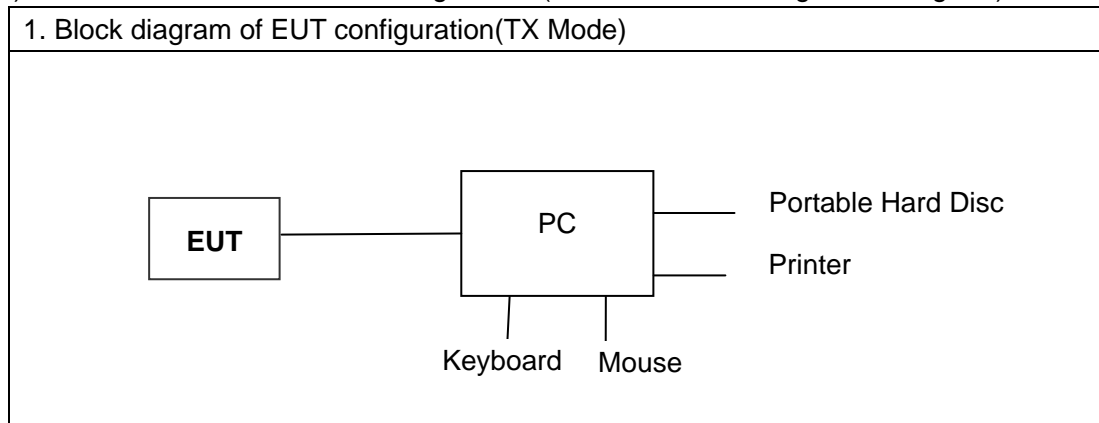 1. Block diagram of EUT configuration(TX Mode)
EUT
PC
Portable Hard Disc
Printer
Keyboard Mouse